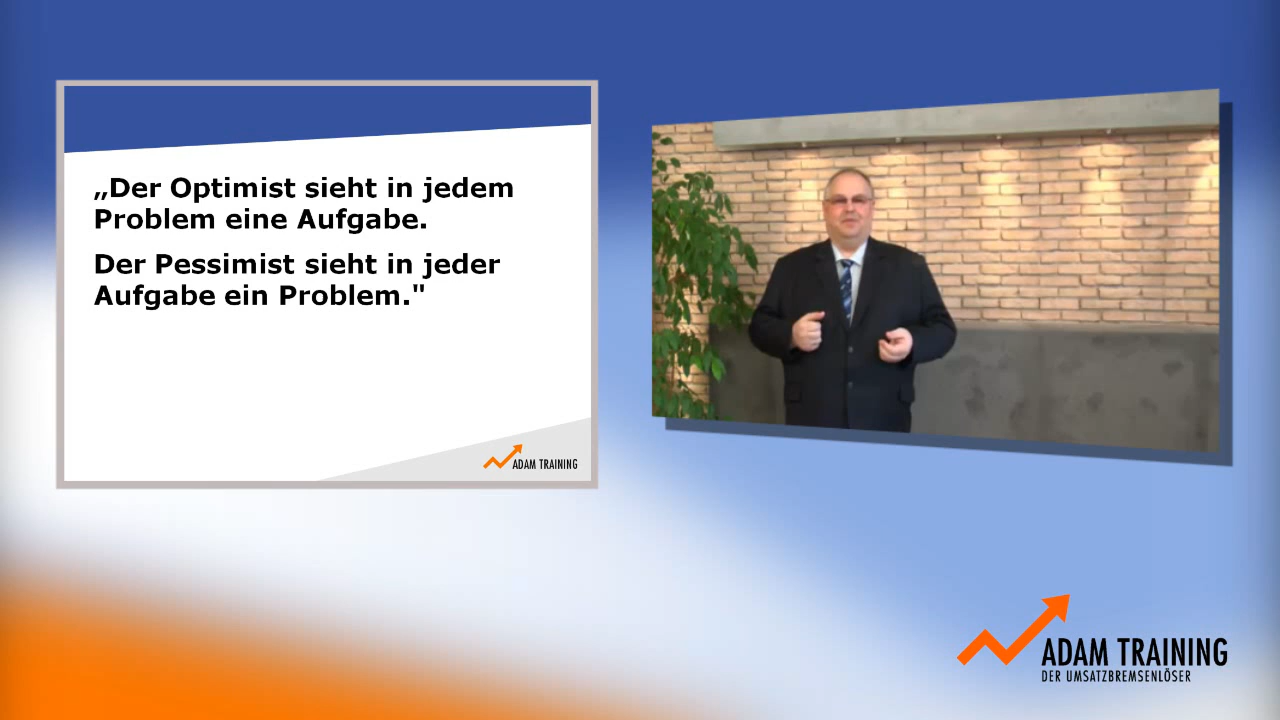 „Der Optimist sieht in jedem
Problem eine Aufgabe.
Der Pessimist sieht in jeder
Aufgabe ein Problem."
ADAM TRAINING
ADAM TRAINING
DER UMSATZBREMSENLÖSER